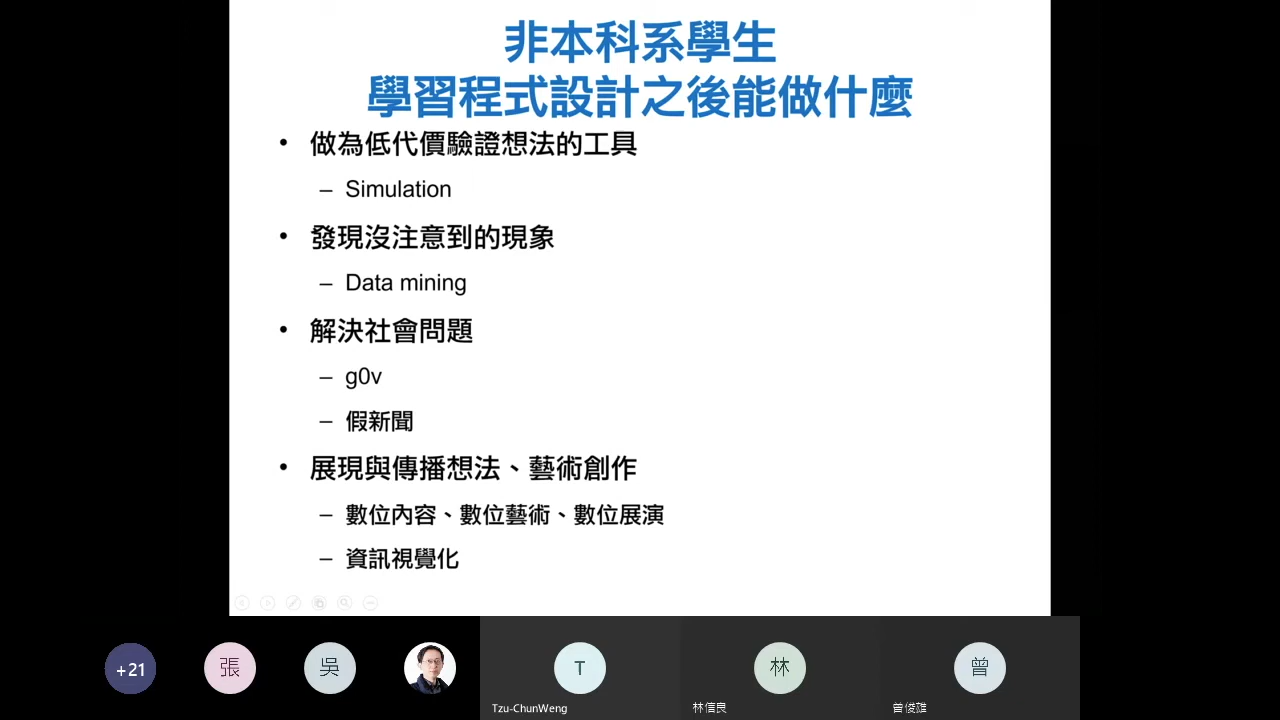 非本科系學生
學習程式設計之後能做什麼
• 做為低代價驗證想法的工具
– Simulation
• 發現沒注意到的現象
– Data mining
• 解決社會問題
– g0v
– 假新聞
• 展現與傳播想法、藝術創作
– 數位內容、數位藝術、數位展演
– 資訊視覺化
+21
張
吳
T
林
曾
Tzu-ChunWeng
林信良
曾俊雄